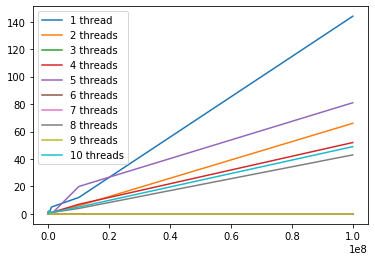 140
120
100
80
60
40
20
0
1 thread
2 threads
3 threads
4 threads
5 threads
6 threads
7 threads
8 threads
9 threads
10 threads
0.0 0.2 0.4 0.6 0.8 1.0
1e8